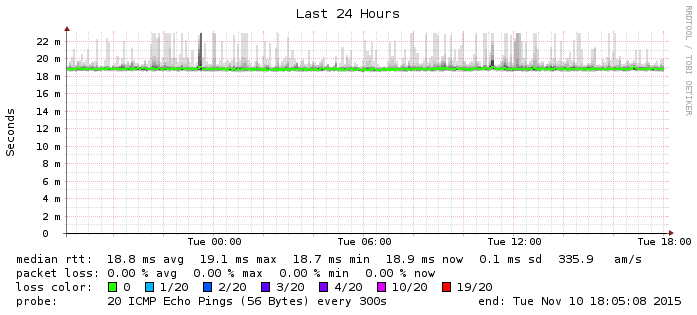 Last 24 Hours
RRDTOOL / TOBI OETIKER
Seconds
22 m
20 m
18 m
16 m
14 m
12 m
10 m
8 m
6 m
4 m
2 m
0
Tue 00:00 Tue 06:00 Tue 12:00 Tue 18:00
median rtt: 18.8 ms avg 19.1 ms max 18.7 ms min 18.9 ms now 0.1 ms sd 335.9 am/s
packet loss: 0.00 % avg 0.00 % max 0.00 % min 0.00 % now
loss color: 0 1/20 2/20 3/20 4/20 10/20 19/20
probe: 20 ICMP Echo Pings (56 Bytes) every 300s end: Tue Nov 10 18:05:08 2015